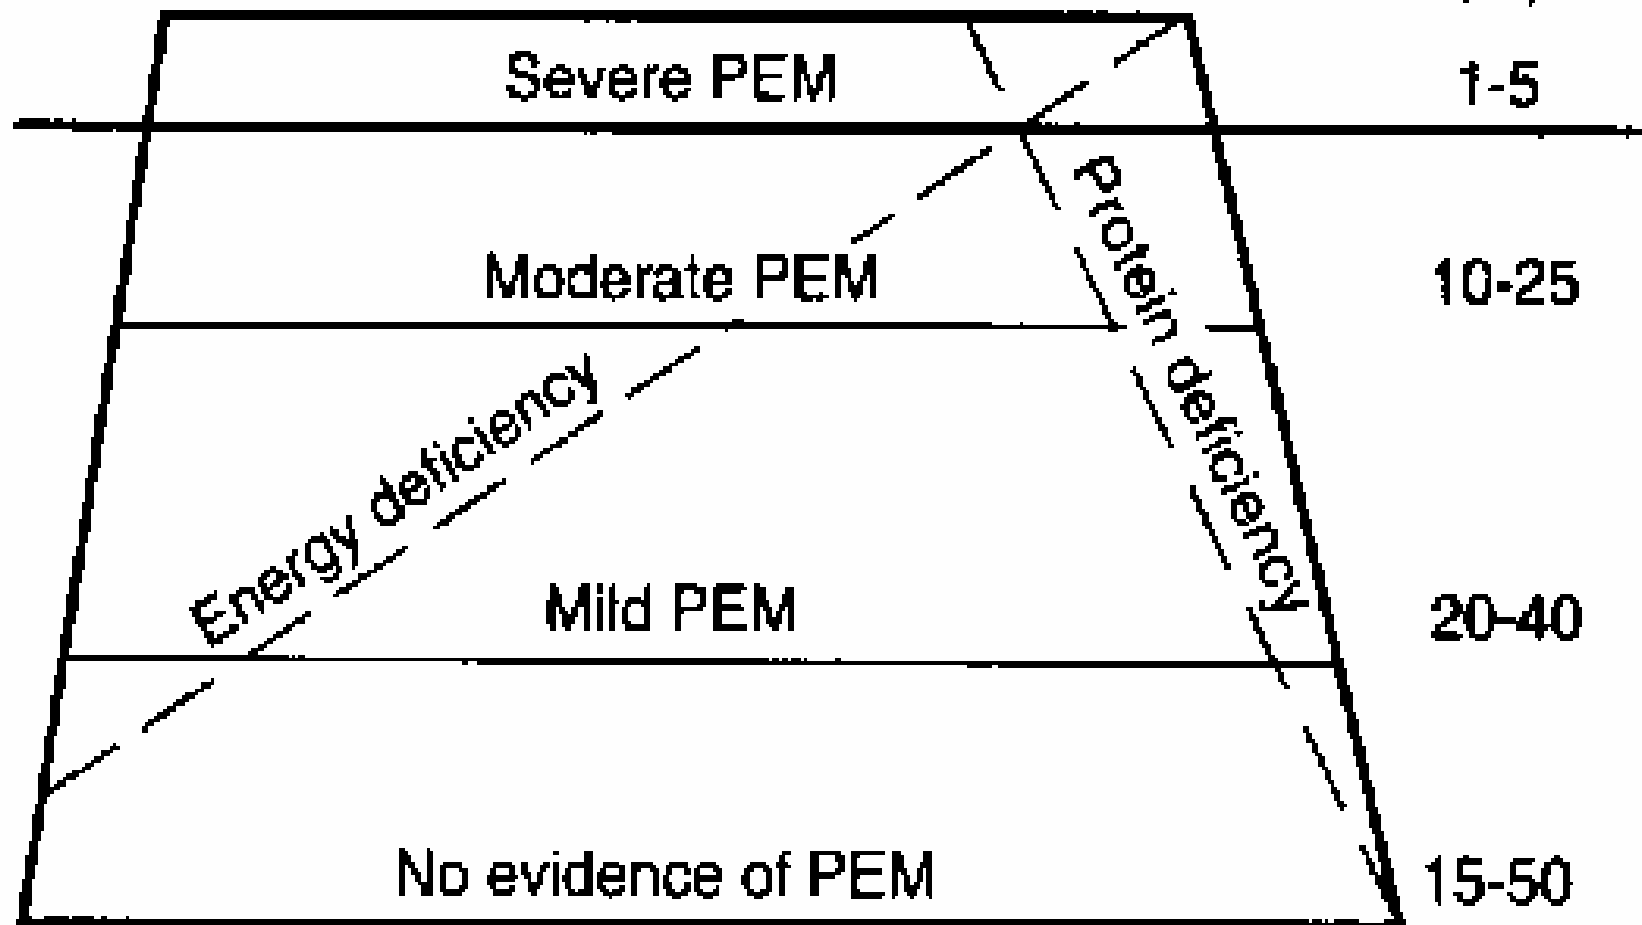 Severe PEM 1-5
Protein deficiency
Moderate PEM 10-25
Energy deficiency
Mild PEM 20-40
No evidence of PEM 15-50